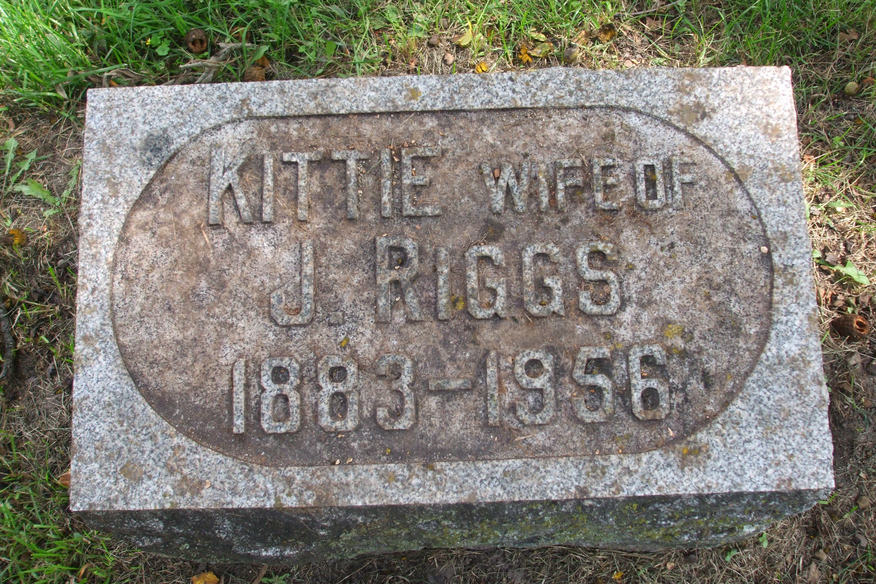 KITTIE WIFE OF
J. RIGGS
1883-1956